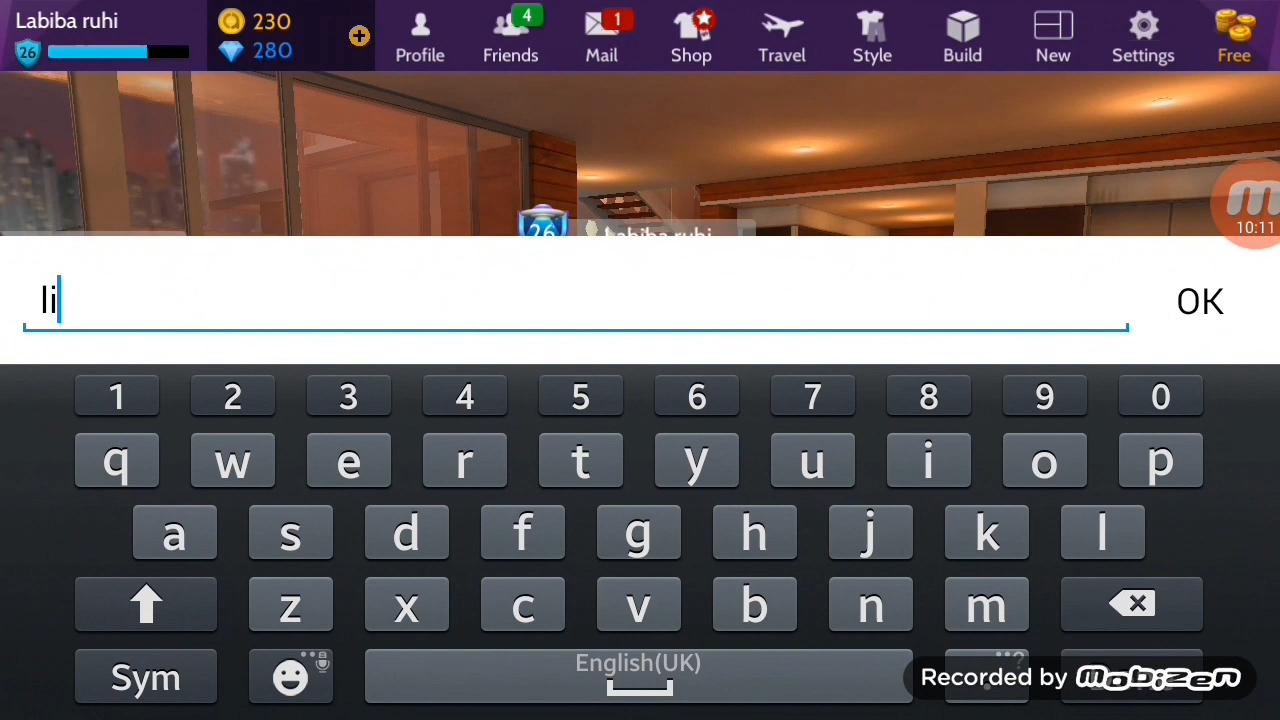 Labiba ruhi
26
230
280
Profile
4
Friends
1
Mail
Shop
Travel
Style
Build
New
Settings
Free
26
Labiba ruhi
10:11
li
OK
1 2 3 4 5 6 7 8 9 0
q w e r t y u i o p
a s d f g h j k l
z x c v b n m
Sym
English(UK)
Recorded by mobizen